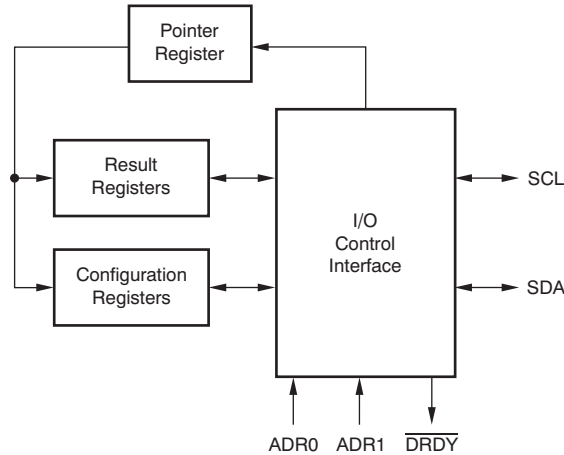 Pointer
Register
Result
Registers
Configuration
Registers
I/O
Control
Interface
SCL
SDA
ADR0
ADR1
DRDY